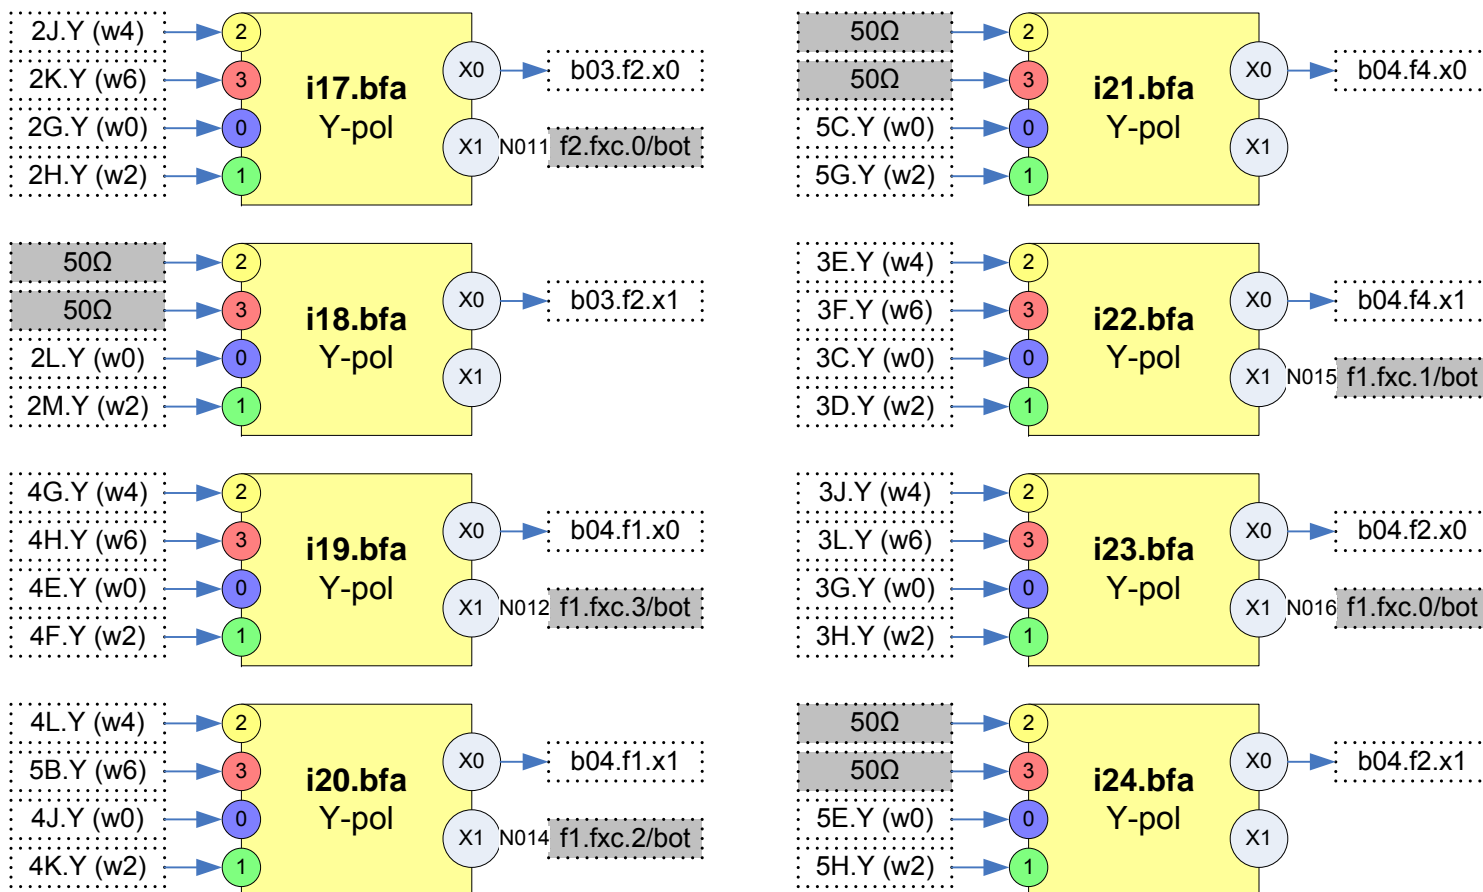 2J.Y (w4) 2
2K.Y (w6) 3
2G.Y (w0) 0
2H.Y (w2) 1
i17.bfa
Y-pol
X0 b03.f2.x0
X1 N011 f2.fxc.0/bot
50Ω 2
50Ω 3
2L.Y (w0) 0
2M.Y (w2) 1
i18.bfa
Y-pol
X0 b03.f2.x1
X1
4G.Y (w4) 2
4H.Y (w6) 3
4E.Y (w0) 0
4F.Y (w2) 1
i19.bfa
Y-pol
X0 b04.f1.x0
X1 N012 f1.fxc.3/bot
4L.Y (w4) 2
5B.Y (w6) 3
4J.Y (w0) 0
4K.Y (w2) 1
i20.bfa
Y-pol
X0 b04.f1.x1
X1 N014 f1.fxc.2/bot
50Ω 2
50Ω 3
5C.Y (w0) 0
5G.Y (w2) 1
i21.bfa
Y-pol
X0 b04.f4.x0
X1
3E.Y (w4) 2
3F.Y (w6) 3
3C.Y (w0) 0
3D.Y (w2) 1
i22.bfa
Y-pol
X0 b04.f4.x1
X1 N015 f1.fxc.1/bot
3J.Y (w4) 2
3L.Y (w6) 3
3G.Y (w0) 0
3H.Y (w2) 1
i23.bfa
Y-pol
X0 b04.f2.x0
X1 N016 f1.fxc.0/bot
50Ω 2
50Ω 3
5E.Y (w0) 0
5H.Y (w2) 1
i24.bfa
Y-pol
X0 b04.f2.x1
X1